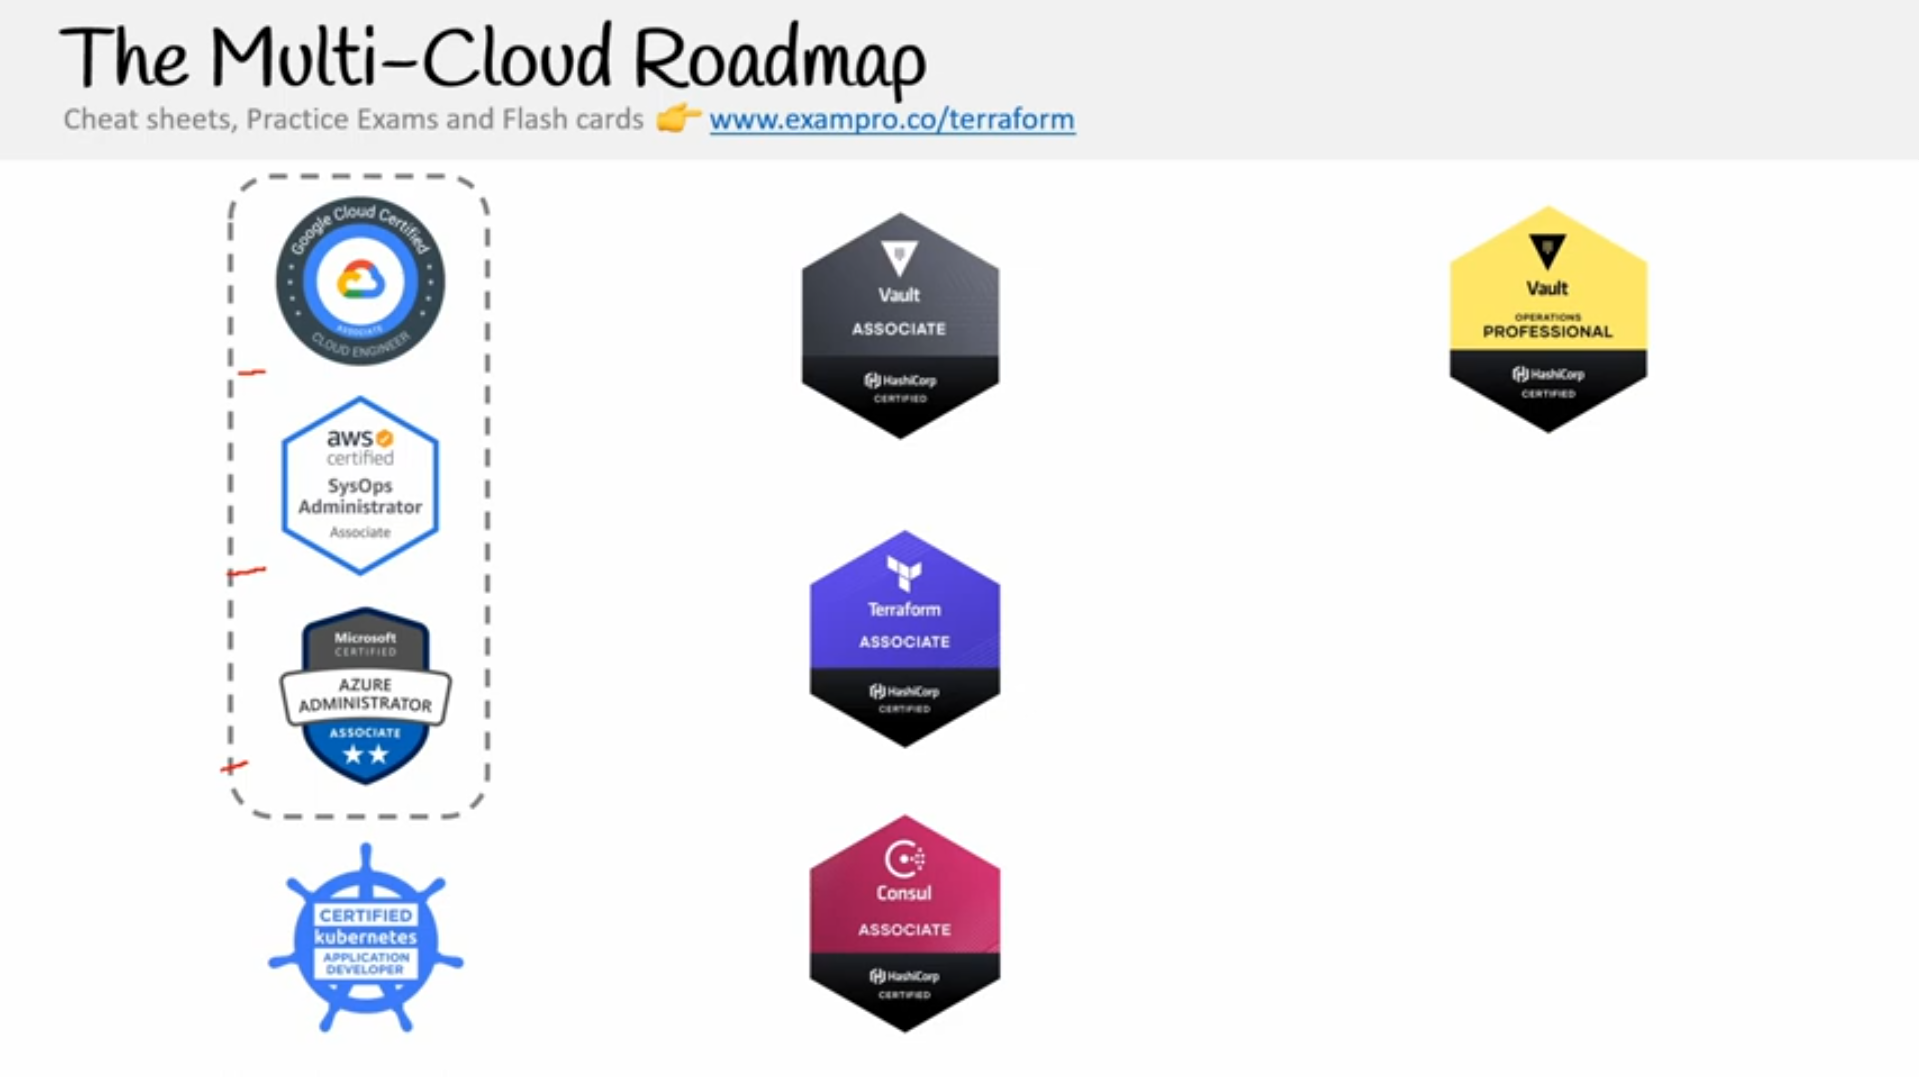 The Multi-Cloud Roadmap
Cheat sheets, Practice Exams and Flash cards 👉 www.exampro.co/terraform
Google Cloud Certified
ASSOCIATE
CLOUD ENGINEER
aws
certified
SysOps
Administrator
Associate
Microsoft
CERTIFIED
AZURE
ADMINISTRATOR
ASSOCIATE
CERTIFIED
kubernetes
APPLICATION
DEVELOPER
Vault
ASSOCIATE
HashiCorp
CERTIFIED
Terraform
ASSOCIATE
HashiCorp
CERTIFIED
Consul
ASSOCIATE
HashiCorp
CERTIFIED
Vault
OPERATIONS
PROFESSIONAL
HashiCorp
CERTIFIED